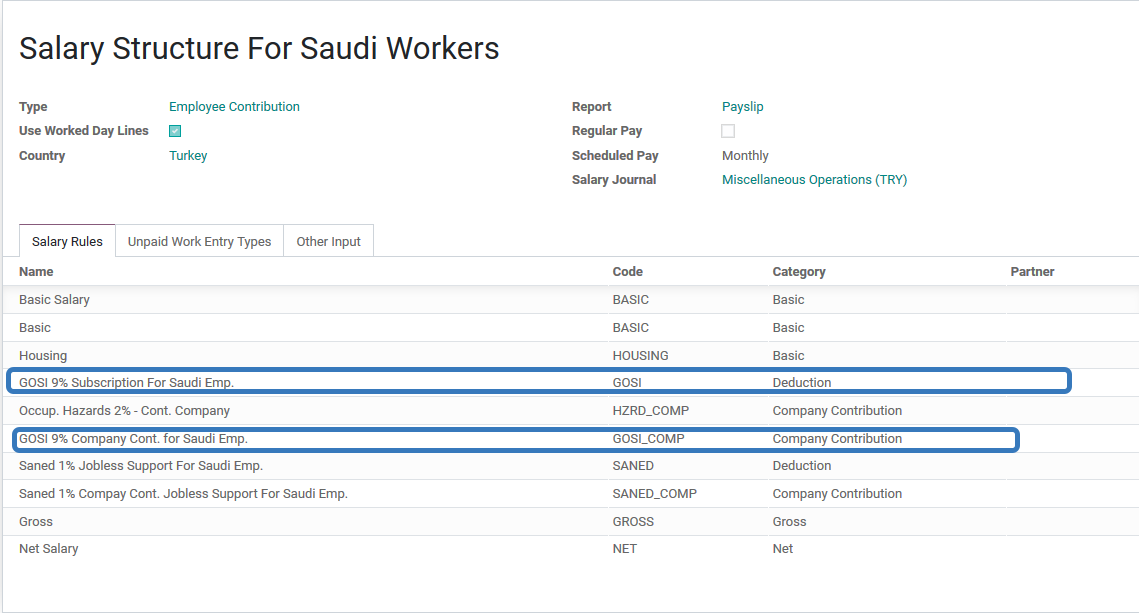 Salary Structure For Saudi Workers
Type Employee Contribution Report Payslip
Use Worked Day Lines Regular Pay
Country Turkey Scheduled Pay Monthly
Salary Journal Miscellaneous Operations (TRY)
Salary Rules Unpaid Work Entry Types Other Input
Name Code Category Partner
Basic Salary BASIC Basic
Basic BASIC Basic
Housing HOUSING Basic
GOSI 9% Subscription For Saudi Emp. GOSI Deduction
Occup. Hazards 2% - Cont. Company HZRD_COMP Company Contribution
GOSI 9% Company Cont. for Saudi Emp. GOSI_COMP Company Contribution
Saned 1% Jobless Support For Saudi Emp. SANED Deduction
Saned 1% Compay Cont. Jobless Support For Saudi Emp. SANED_COMP Company Contribution
Gross GROSS Gross
Net Salary NET Net